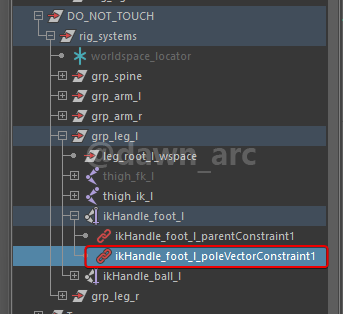 DO_NOT_TOUCH
rig_systems
worldspace_locator
grp_spine
grp_arm_l
grp_arm_r
grp_leg_l
@dawn_arc
leg_root_l_wspace
thigh_fk_l
thigh_ik_l
ikHandle_foot_l
ikHandle_foot_l_parentConstraint1
ikHandle_foot_l_poleVectorConstraint1
ikHandle_ball_l
grp_leg_r